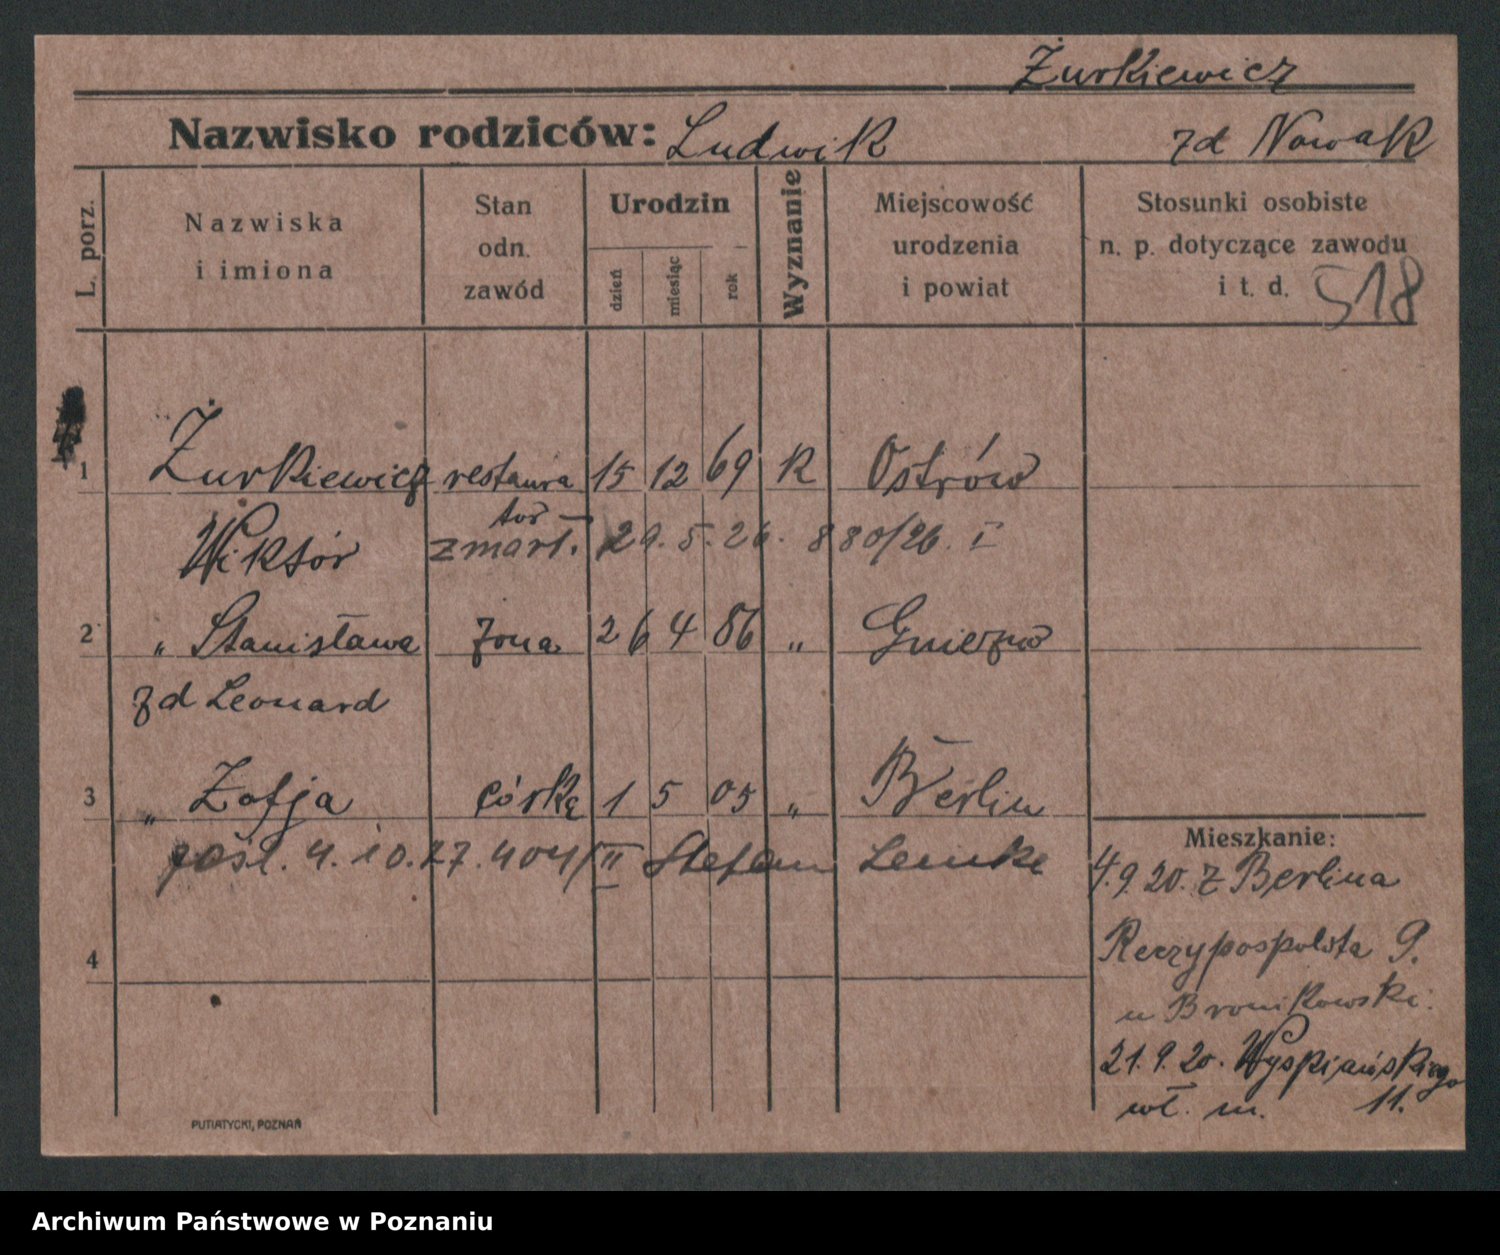 Żurkiewicz
Nazwisko rodziców: Ludwik zd Nowak
L. porz.
Nazwiska i imiona
Stan odn. zawód
Urodzin
dzień
miesiąc
rok
Wyznanie
Miejscowość urodzenia i powiat
Stosunki osobiste n. p. dotyczące zawodu i t. d.
518
1 Żurkiewicz restaura 15 12 69 K Ostrów
tor
Wiktór zmarł. 29.5.26. 880/26. I
2 „ Stanisława żona 26 4 86 „ Gniezno
zd Leonard
3 „ Zofja córka 1 5 05 „ Berlin
pośl. 4.10.27. 404/II Stefan Lemke
4
Mieszkanie:
4.9.20. z Berlina
Rzeczypospolita 9.
u Bronikowski.
21.9.20. Wyspiańskiego
wł. m. 11.
PUTIATYCKI, POZNAŃ
Archiwum Państwowe w Poznaniu